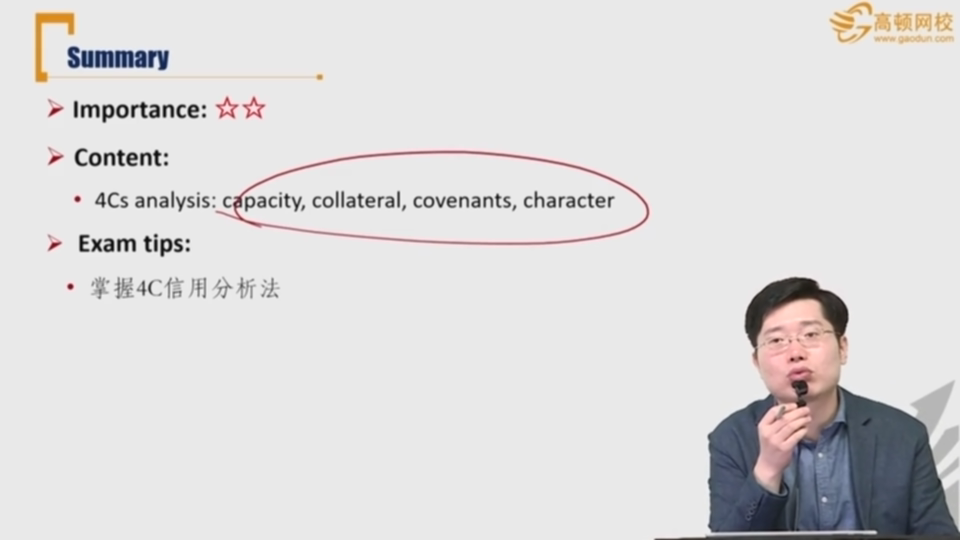 Summary
高顿网校
www.gaodun.com
Importance: ☆☆
Content:
4Cs analysis: capacity, collateral, covenants, character
Exam tips:
掌握4C信用分析法